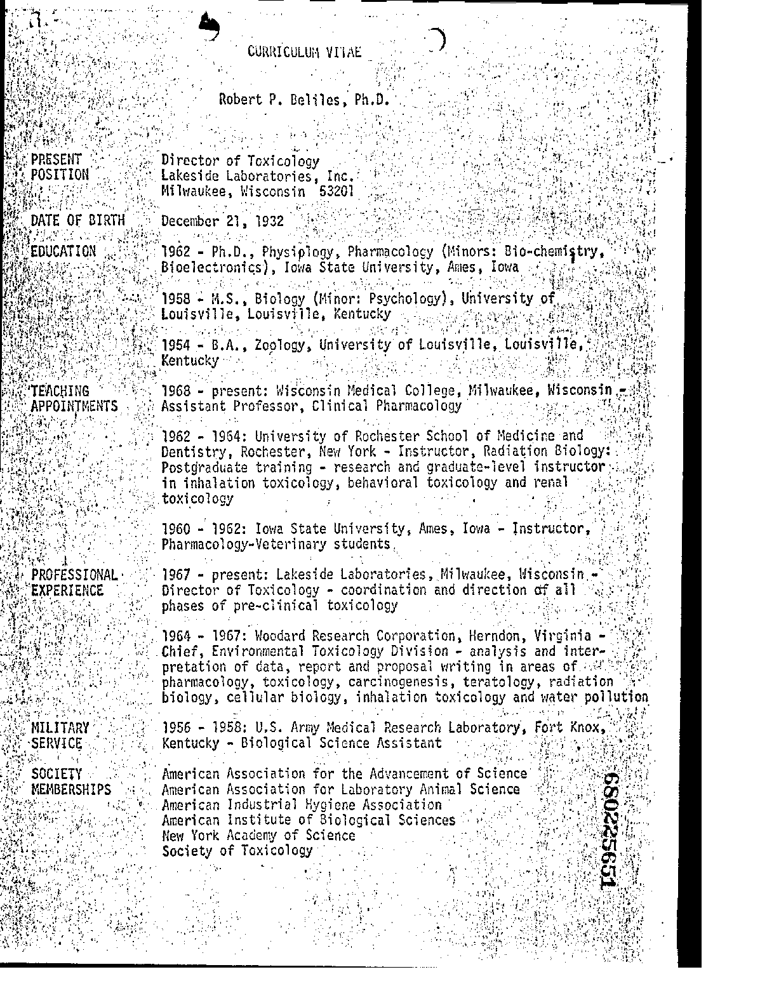 CURRICULUM VITAE
Robert P. Beliles, Ph.D.
PRESENT POSITION
Director of Toxicology
Lakeside Laboratories, Inc.
Milwaukee, Wisconsin 53201
DATE OF BIRTH December 21, 1932
EDUCATION 1962 - Ph.D., Physiplogy, Pharmacology (Minors: Bio-chemistry,
Bioelectronics), Iowa State University, Ames, Iowa
1958 - M.S., Biology (Minor: Psychology), University of
Louisville, Louisville, Kentucky
1954 - B.A., Zoology, University of Louisville, Louisville,
Kentucky
TEACHING APPOINTMENTS
1968 - present: Wisconsin Medical College, Milwaukee, Wisconsin -
Assistant Professor, Clinical Pharmacology
1962 - 1964: University of Rochester School of Medicine and
Dentistry, Rochester, New York - Instructor, Radiation Biology:
Postgraduate training - research and graduate-level instructor
in inhalation toxicology, behavioral toxicology and renal
toxicology
1960 - 1962: Iowa State University, Ames, Iowa - Instructor,
Pharmacology-Veterinary students
PROFESSIONAL EXPERIENCE
1967 - present: Lakeside Laboratories, Milwaukee, Wisconsin -
Director of Toxicology - coordination and direction of all
phases of pre-clinical toxicology
1964 - 1967: Woodard Research Corporation, Herndon, Virginia -
Chief, Environmental Toxicology Division - analysis and inter-
pretation of data, report and proposal writing in areas of
pharmacology, toxicology, carcinogenesis, teratology, radiation
biology, cellular biology, inhalation toxicology and water pollution
MILITARY SERVICE
1956 - 1958: U.S. Army Medical Research Laboratory, Fort Knox,
Kentucky - Biological Science Assistant
SOCIETY MEMBERSHIPS
American Association for the Advancement of Science
American Association for Laboratory Animal Science
American Industrial Hygiene Association
American Institute of Biological Sciences
New York Academy of Science
Society of Toxicology
680225651